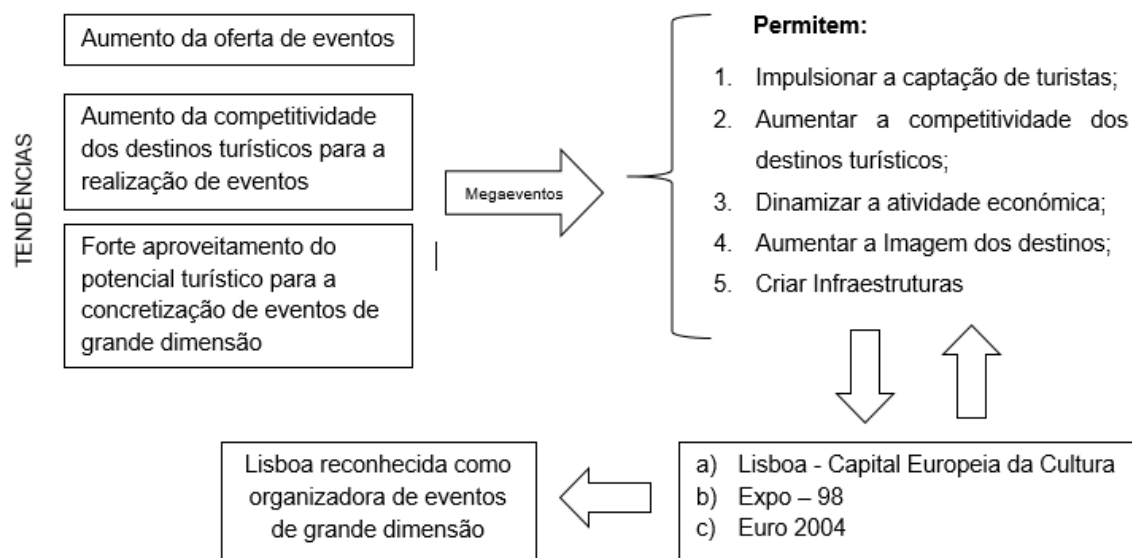 TENDÊNCIAS
Aumento da oferta de eventos
Aumento da competitividade
dos destinos turísticos para a
realização de eventos
Forte aproveitamento do
potencial turístico para a
concretização de eventos de
grande dimensão
Megaeventos
Permitem:
1. Impulsionar a captação de turistas;
2. Aumentar a competitividade dos
destinos turísticos;
3. Dinamizar a atividade económica;
4. Aumentar a Imagem dos destinos;
5. Criar Infraestruturas
Lisboa reconhecida como
organizadora de eventos
de grande dimensão
a) Lisboa - Capital Europeia da Cultura
b) Expo – 98
c) Euro 2004